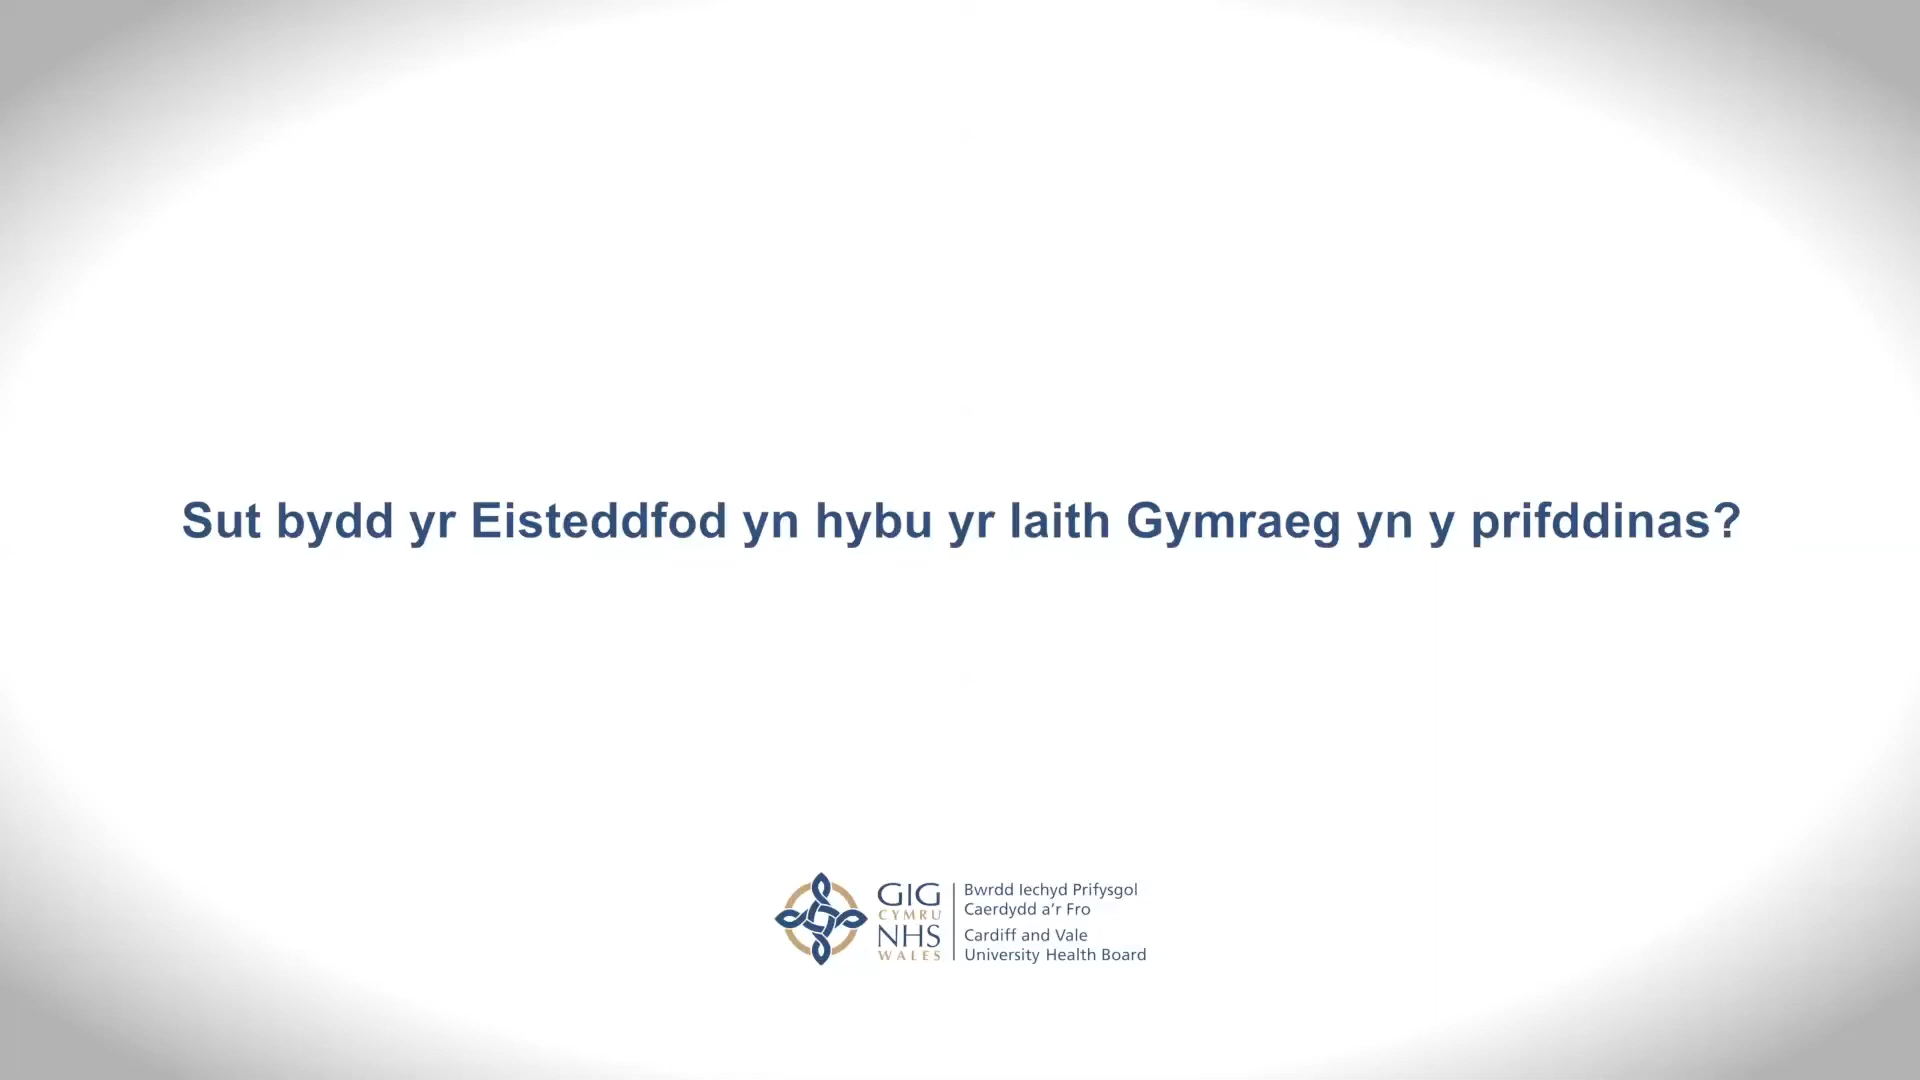 Sut bydd yr Eisteddfod yn hybu yr Iaith Gymraeg yn y prifddinas?
GIG
CYMRU
NHS
WALES
Bwrdd Iechyd Prifysgol
Caerdydd a'r Fro
Cardiff and Vale
University Health Board